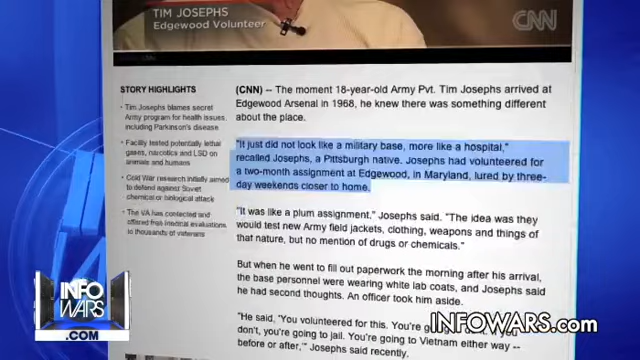 TIM JOSEPHS
Edgewood Volunteer
CNN
STORY HIGHLIGHTS
Tim Josephs blames secret
Army program for health issues,
including Parkinson's disease
Facility tested potentially lethal
gases, narcotics and LSD on
animals and humans
Cold War research initially aimed
to defend against Soviet
chemical or biological attack
The VA has contacted and
offered free medical evaluations
to thousands of veterans
(CNN) -- The moment 18-year-old Army Pvt. Tim Josephs arrived at
Edgewood Arsenal in 1968, he knew there was something different
about the place.
"It just did not look like a military base, more like a hospital,"
recalled Josephs, a Pittsburgh native. Josephs had volunteered for
a two-month assignment at Edgewood, in Maryland, lured by three-
day weekends closer to home.
"It was like a plum assignment," Josephs said. "The idea was they
would test new Army field jackets, clothing, weapons and things of
that nature, but no mention of drugs or chemicals."
But when he went to fill out paperwork the morning after his arrival,
the base personnel were wearing white lab coats, and Josephs said
he had second thoughts. An officer took him aside.
"He said, 'You volunteered for this. You're
don't, you're going to jail. You're going to Vietnam either way --
before or after,'" Josephs said recently.
INFO
WARS
.COM
INFOWARS.com